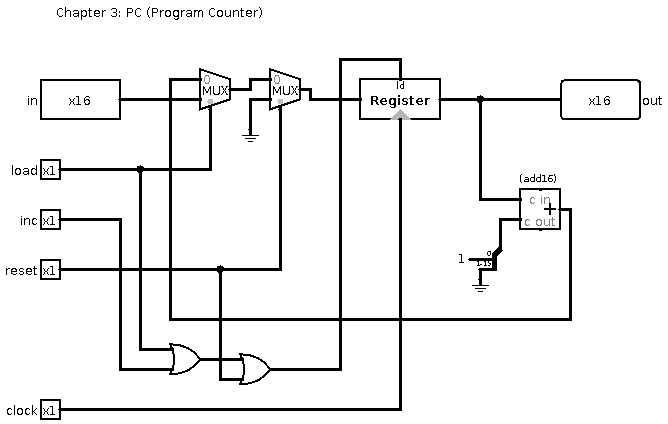 Chapter 3: PC (Program Counter)
ld
0
MUX
0
MUX
in x16
Register
x16 out
load x1
(add16)
c in
+
c out
inc x1
0
1
1-15
reset x1
clock x1